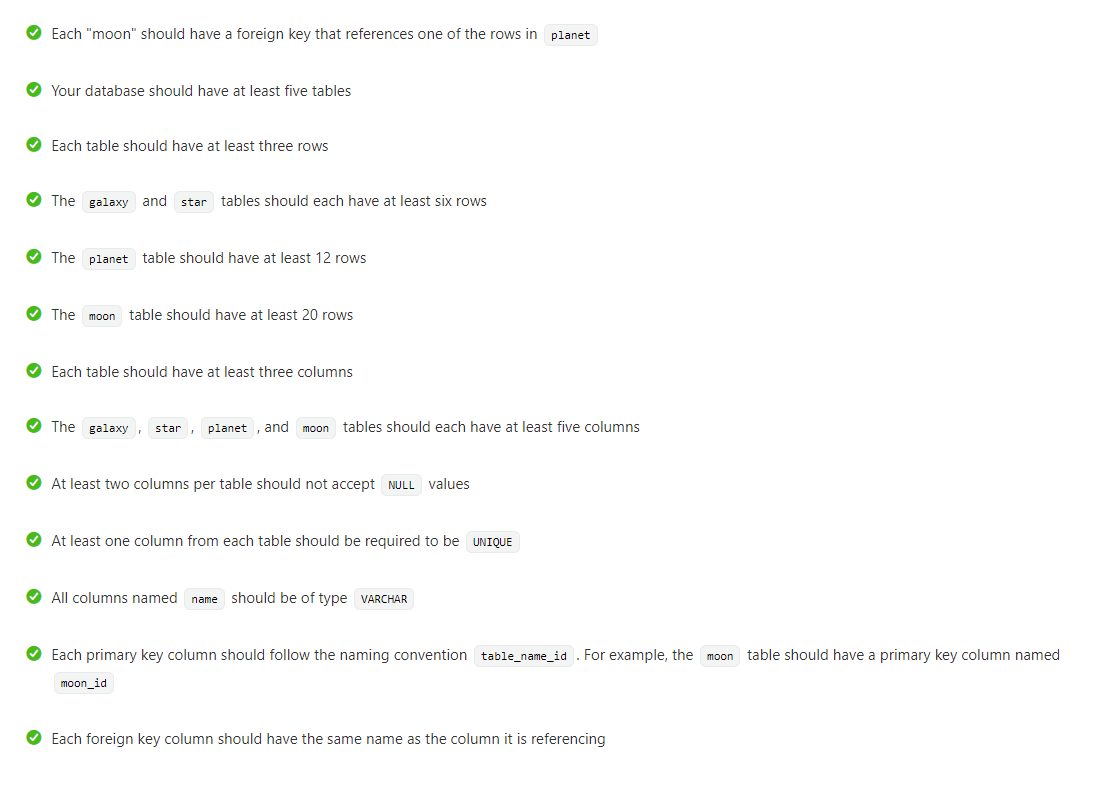 Each "moon" should have a foreign key that references one of the rows in planet
Your database should have at least five tables
Each table should have at least three rows
The galaxy and star tables should each have at least six rows
The planet table should have at least 12 rows
The moon table should have at least 20 rows
Each table should have at least three columns
The galaxy, star, planet, and moon tables should each have at least five columns
At least two columns per table should not accept NULL values
At least one column from each table should be required to be UNIQUE
All columns named name should be of type VARCHAR
Each primary key column should follow the naming convention table_name_id. For example, the moon table should have a primary key column named
moon_id
Each foreign key column should have the same name as the column it is referencing